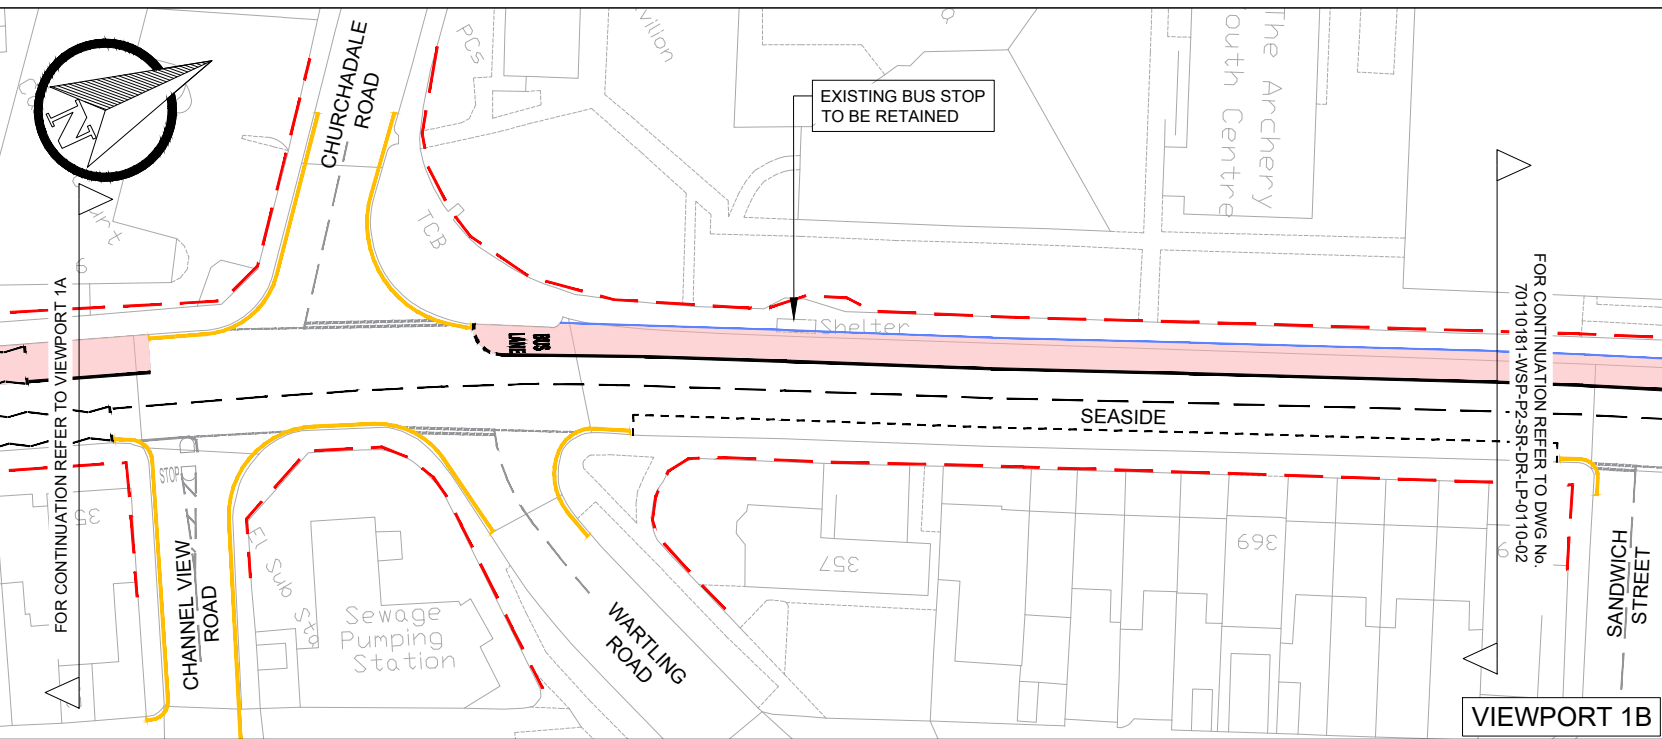 CHURCHADALE
ROAD
PCs
TCB
EXISTING BUS STOP
TO BE RETAINED
The Archery
outh Centre
N
9
FOR CONTINUATION REFER TO VIEWPORT 1A
BUS
LANE
Shelter
SEASIDE
FOR CONTINUATION REFER TO DWG No.
70110181-WSP-P2-SR-DR-LP-0110-02
STOP
35
CHANNEL VIEW
ROAD
El Sub Sta
Sewage
Pumping
Station
WARTLING
ROAD
357
369
9
SANDWICH
STREET
VIEWPORT 1B